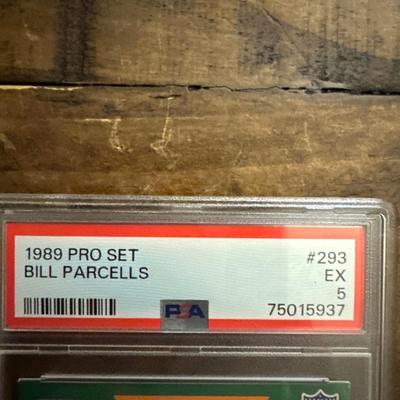 1989 PRO SET #293
BILL PARCELLS EX
5
PSA 75015937